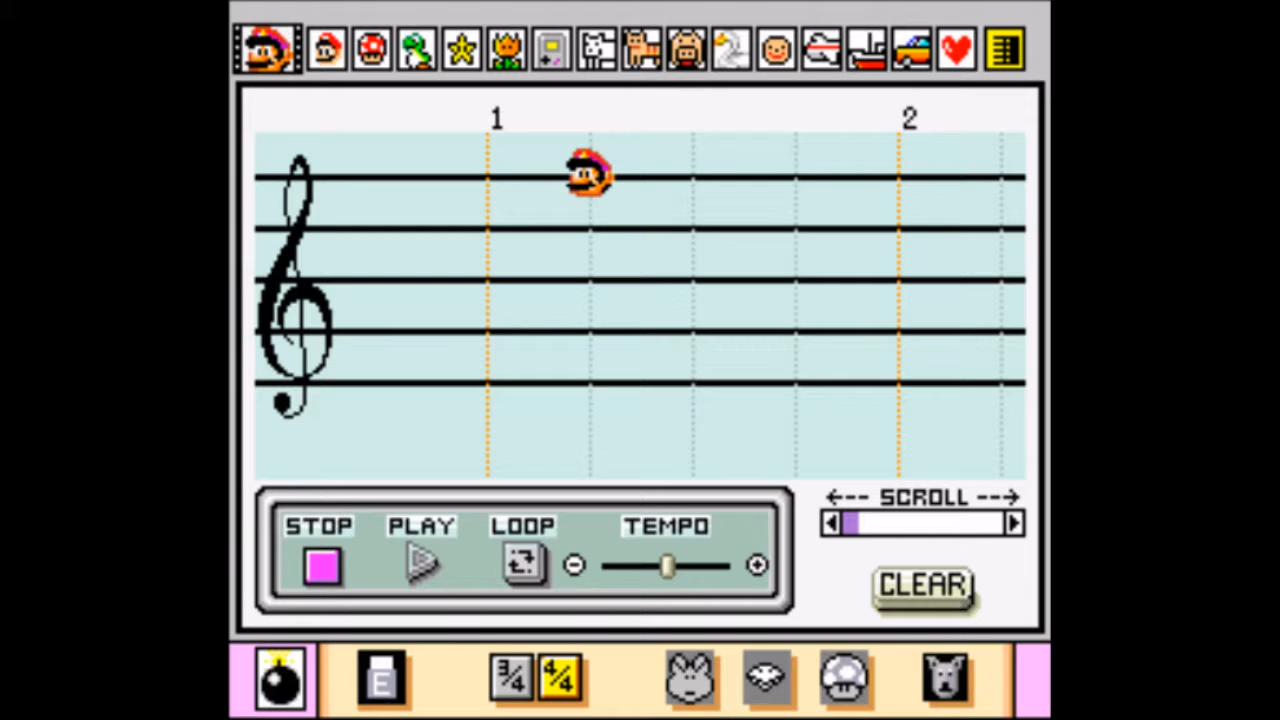 1 2
STOP PLAY LOOP TEMPO
<--- SCROLL --->
CLEAR
E 3/4 4/4